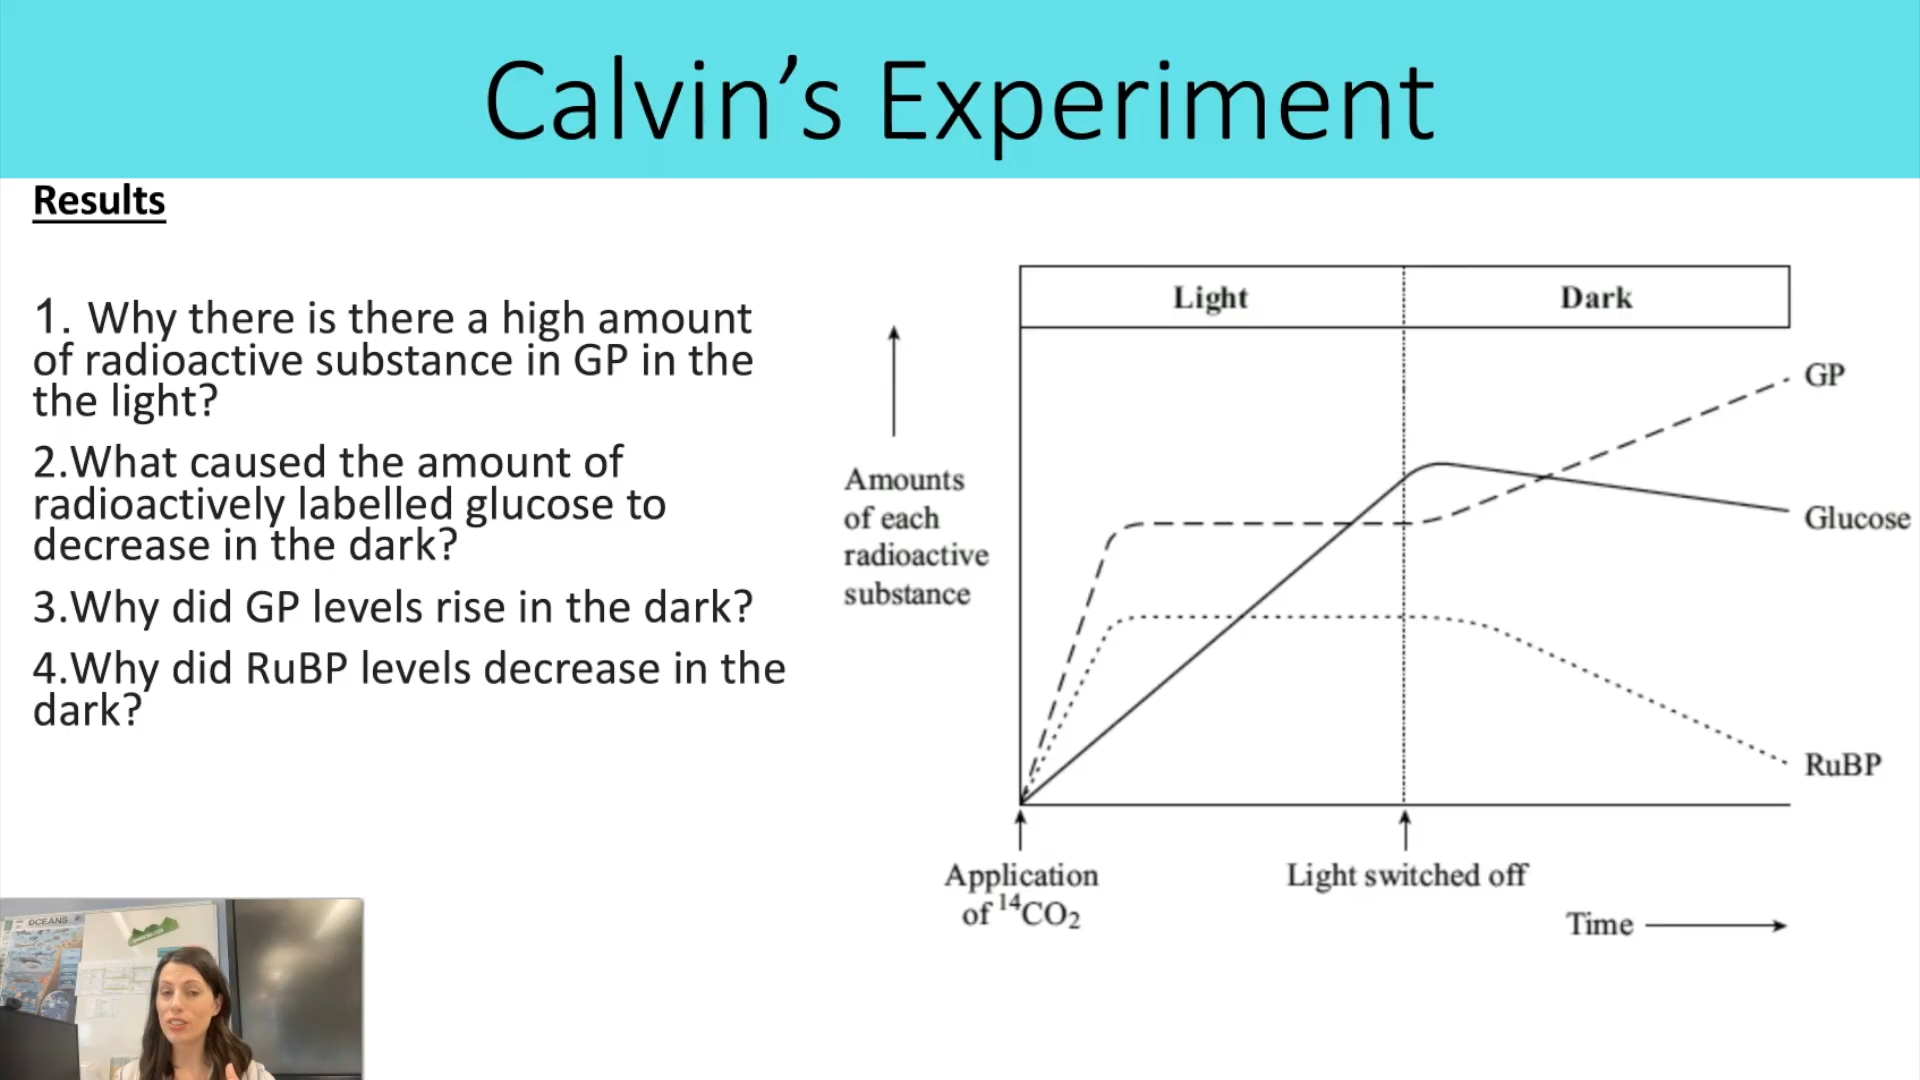 Calvin's Experiment
Results
1. Why there is there a high amount
of radioactive substance in GP in the
the light?
2.What caused the amount of
radioactively labelled glucose to
decrease in the dark?
3.Why did GP levels rise in the dark?
4.Why did RuBP levels decrease in the
dark?
Light
Dark
Amounts
of each
radioactive
substance
GP
Glucose
RuBP
Application
of ¹⁴CO₂
Light switched off
Time
OCEANS